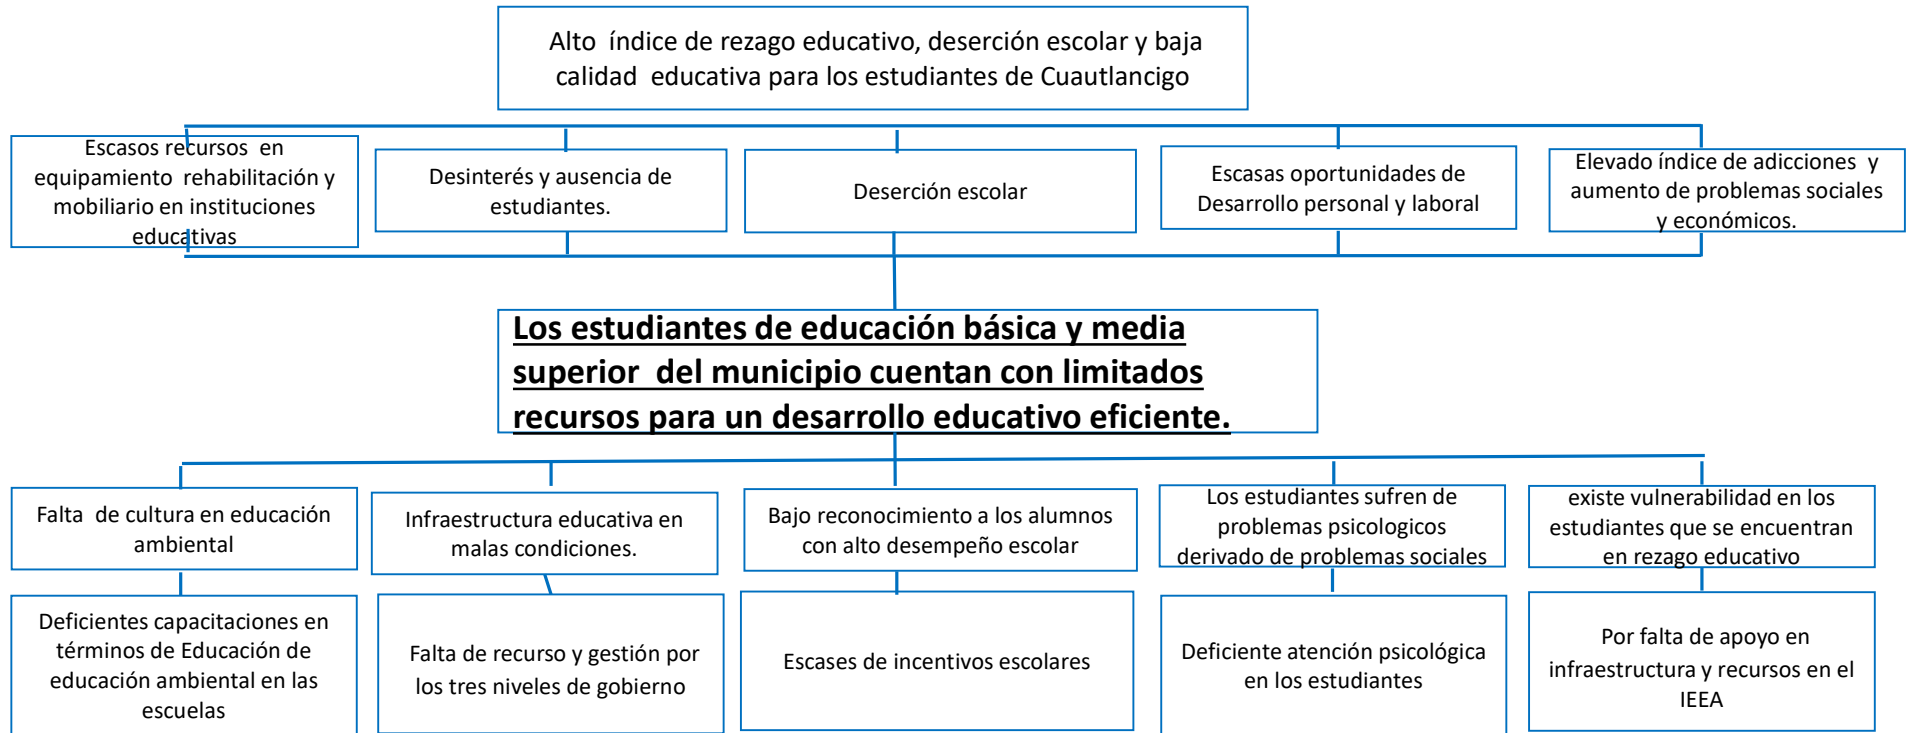 Alto índice de rezago educativo, deserción escolar y baja
calidad educativa para los estudiantes de Cuautlancigo
Escasos recursos en
equipamiento rehabilitación y
mobiliario en instituciones
educativas
Desinterés y ausencia de
estudiantes.
Deserción escolar
Escasas oportunidades de
Desarrollo personal y laboral
Elevado índice de adicciones y
aumento de problemas sociales
y económicos.
Los estudiantes de educación básica y media
superior del municipio cuentan con limitados
recursos para un desarrollo educativo eficiente.
Falta de cultura en educación
ambiental
Infraestructura educativa en
malas condiciones.
Bajo reconocimiento a los alumnos
con alto desempeño escolar
Los estudiantes sufren de
problemas psicologicos
derivado de problemas sociales
existe vulnerabilidad en los
estudiantes que se encuentran
en rezago educativo
Deficientes capacitaciones en
términos de Educación de
educación ambiental en las
escuelas
Falta de recurso y gestión por
los tres niveles de gobierno
Escases de incentivos escolares
Deficiente atención psicológica
en los estudiantes
Por falta de apoyo en
infraestructura y recursos en el
IEEA